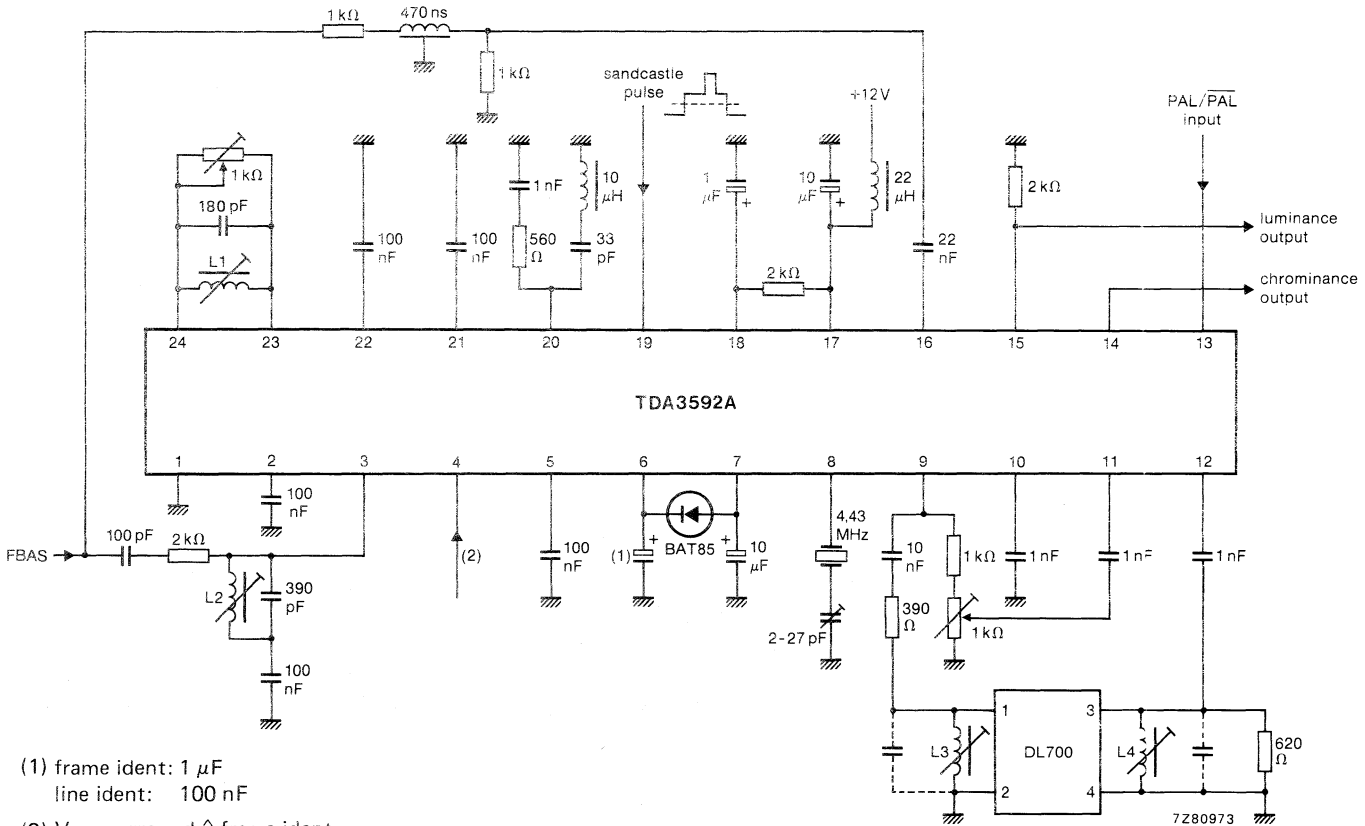 1 kΩ
470 ns
1 kΩ
sandcastle
pulse
+12V
PAL/PAL
input
1 kΩ
180 pF
L1
100
nF
100
nF
1 nF
560
Ω
10
μH
33
pF
1
μF
+
10
μF
+
22
μH
2 kΩ
22
nF
2 kΩ
luminance
output
chrominance
output
24 23 22 21 20 19 18 17 16 15 14 13
TDA3592A
1 2 3 4 5 6 7 8 9 10 11 12
100
nF
FBAS
100 pF
2 kΩ
L2
390
pF
100
nF
(2)
100
nF
(1)
+
BAT85
+
10
μF
4,43
MHz
2-27 pF
10
nF
390
Ω
1 kΩ
1 kΩ
1 nF
1 nF
1 nF
L3
1
2
DL700
3
4
L4
620
Ω
7Z80973
(1) frame ident: 1 μF
line ident: 100 nF